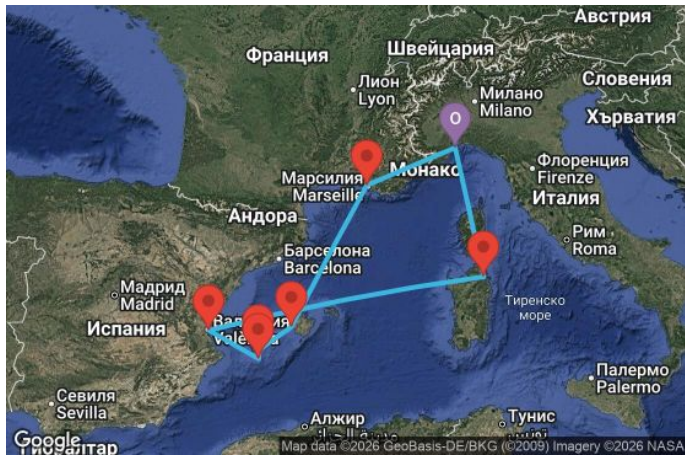 Австрия
Франция
Швейцария
Словения
Лион
Lyon
Милано
Milano
Хърватия
O
Марсилия
Marseille
Монако
Флоренция
Firenze
Италия
Андора
Рим
Roma
Барселона
Barcelona
Мадрид
Madrid
Тиренско
море
Испания
València
Палермо
Palermo
Севиля
Sevilla
Алжир
Тунис
تونس
Google
Map data ©2026 GeoBasis-DE/BKG (©2009) Imagery ©2026 NASA